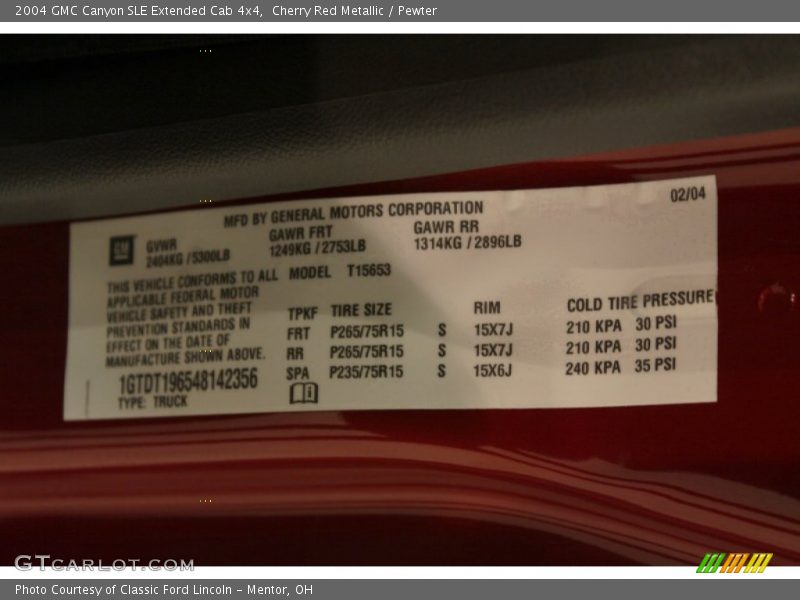 2004 GMC Canyon SLE Extended Cab 4x4, Cherry Red Metallic / Pewter
MFD BY GENERAL MOTORS CORPORATION 02/04
GM GVWR GAWR FRT GAWR RR
2404KG / 5300LB 1249KG / 2753LB 1314KG / 2896LB
THIS VEHICLE CONFORMS TO ALL
APPLICABLE FEDERAL MOTOR
VEHICLE SAFETY AND THEFT
PREVENTION STANDARDS IN
EFFECT ON THE DATE OF
MANUFACTURE SHOWN ABOVE.
1GTDT196548142356
TYPE: TRUCK
MODEL T15653
TPKF TIRE SIZE RIM COLD TIRE PRESSURE
FRT P265/75R15 S 15X7J 210 KPA 30 PSI
RR P265/75R15 S 15X7J 210 KPA 30 PSI
SPA P235/75R15 S 15X6J 240 KPA 35 PSI
GTCARLOT.COM
Photo Courtesy of Classic Ford Lincoln - Mentor, OH